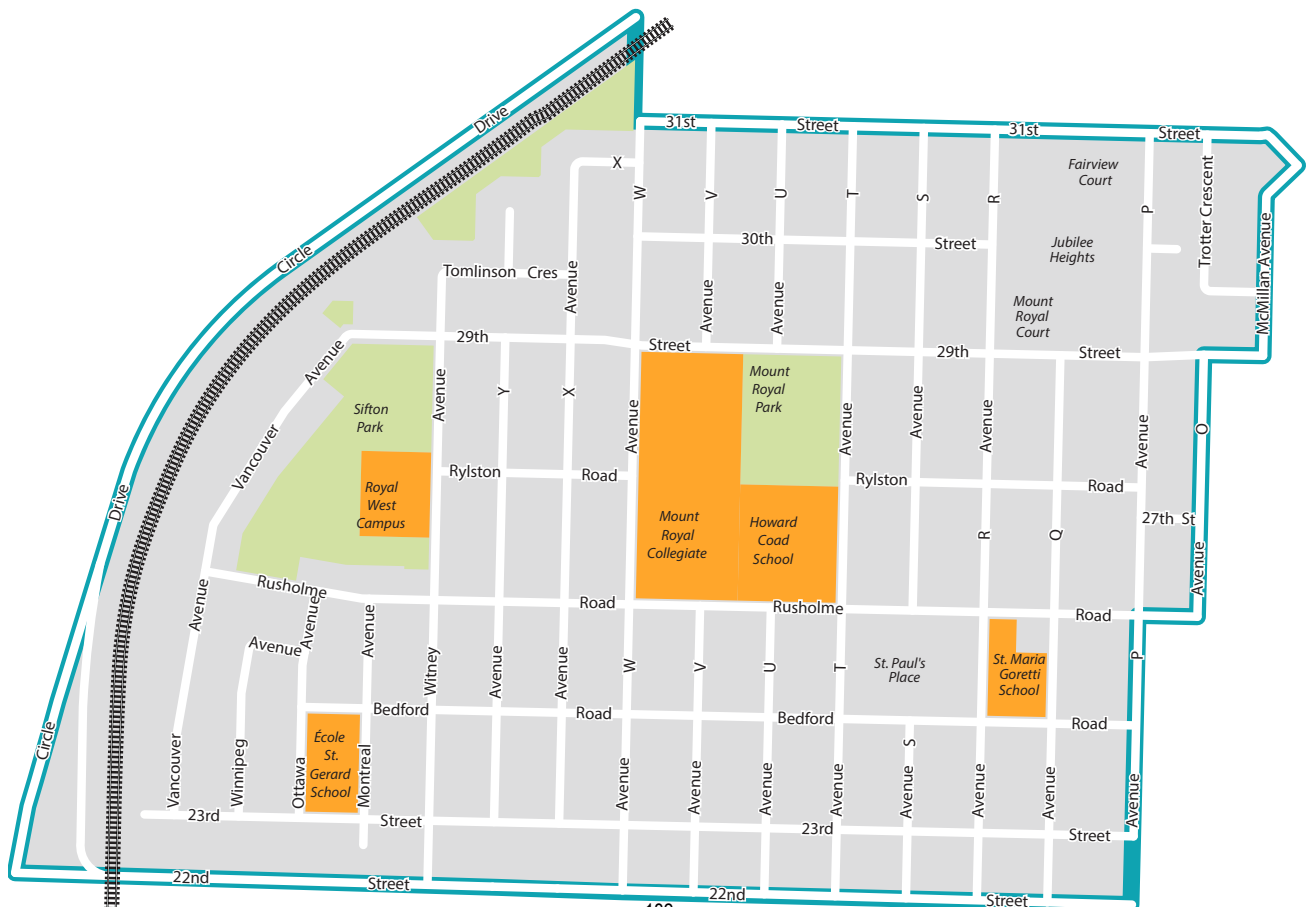 Drive
31st
Street
31st
Street
X
W
V
U
T
S
R
P
Fairview
Court
Trotter Crescent
McMillan Avenue
30th
Street
Jubilee
Heights
Circle
Tomlinson Cres
Avenue
Avenue
Avenue
Mount
Royal
Court
29th
Street
29th
Street
Avenue
Vancouver
Sifton
Park
Avenue
Y
X
Avenue
Mount
Royal
Park
Avenue
Avenue
Avenue
Avenue
O
Avenue
Rylston
Road
Rylston
Road
Royal
West
Campus
Drive
Mount
Royal
Collegiate
Howard
Coad
School
R
Q
27th St
Rusholme
Road
Rusholme
Road
Avenue
Avenue
Avenue
Avenue
Witney
Avenue
Avenue
W
V
U
T
St. Paul's
Place
St. Maria
Goretti
School
P
Bedford
Road
Bedford
Road
S
École
St.
Gerard
School
Circle
Vancouver
Winnipeg
Ottawa
Montreal
Avenue
Avenue
Avenue
Avenue
Avenue
Avenue
Avenue
Avenue
23rd
Street
23rd
Street
22nd
Street
22nd
Street